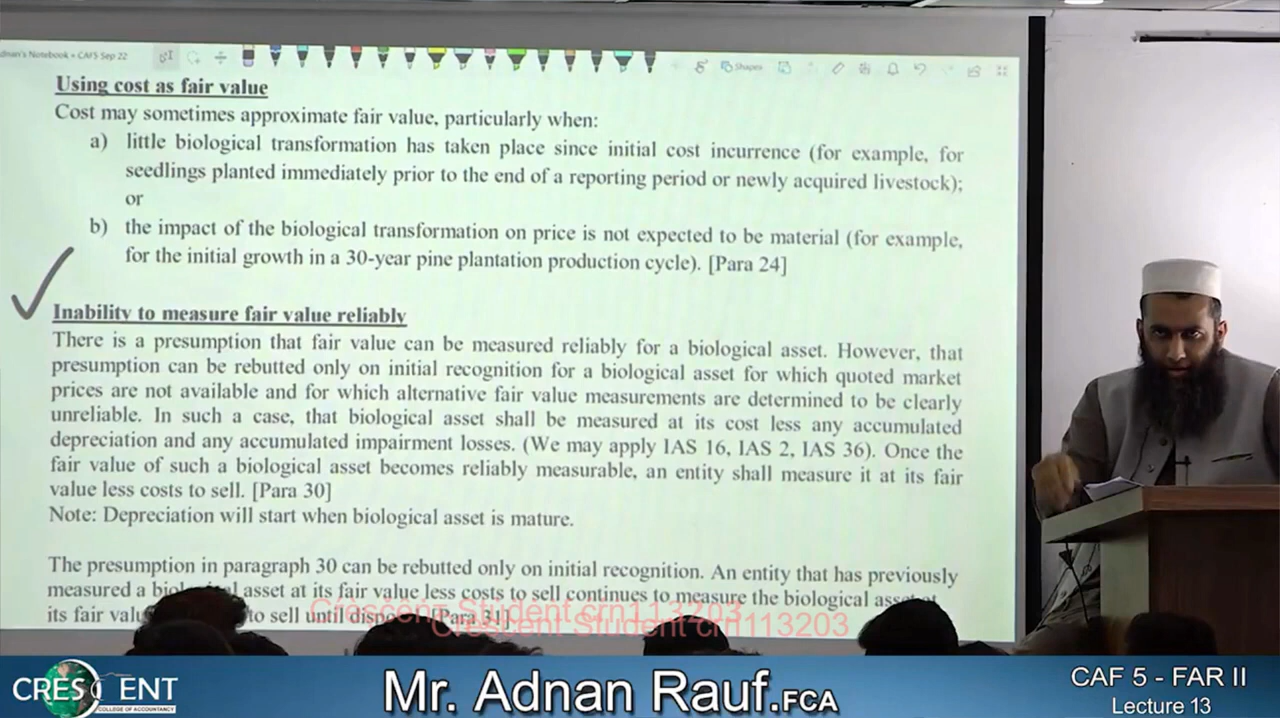 dnan's Notebook » CAF5 Sep 22
Shapes
Using cost as fair value
Cost may sometimes approximate fair value, particularly when:
a) little biological transformation has taken place since initial cost incurrence (for example, for
seedlings planted immediately prior to the end of a reporting period or newly acquired livestock);
or
b) the impact of the biological transformation on price is not expected to be material (for example,
for the initial growth in a 30-year pine plantation production cycle). [Para 24]
Inability to measure fair value reliably
There is a presumption that fair value can be measured reliably for a biological asset. However, that
presumption can be rebutted only on initial recognition for a biological asset for which quoted market
prices are not available and for which alternative fair value measurements are determined to be clearly
unreliable. In such a case, that biological asset shall be measured at its cost less any accumulated
depreciation and any accumulated impairment losses. (We may apply IAS 16, IAS 2, IAS 36). Once the
fair value of such a biological asset becomes reliably measurable, an entity shall measure it at its fair
value less costs to sell. [Para 30]
Note: Depreciation will start when biological asset is mature.
The presumption in paragraph 30 can be rebutted only on initial recognition. An entity that has previously
measured a asset at its fair value less costs to sell continues to measure the biological
its fair to sell until [Para 31]
Crescent Student crn113203
Crescent Student crn113203
CRESCENT
COLLEGE OF ACCOUNTANCY
Mr. Adnan Rauf.FCA
CAF 5 - FAR II
Lecture 13